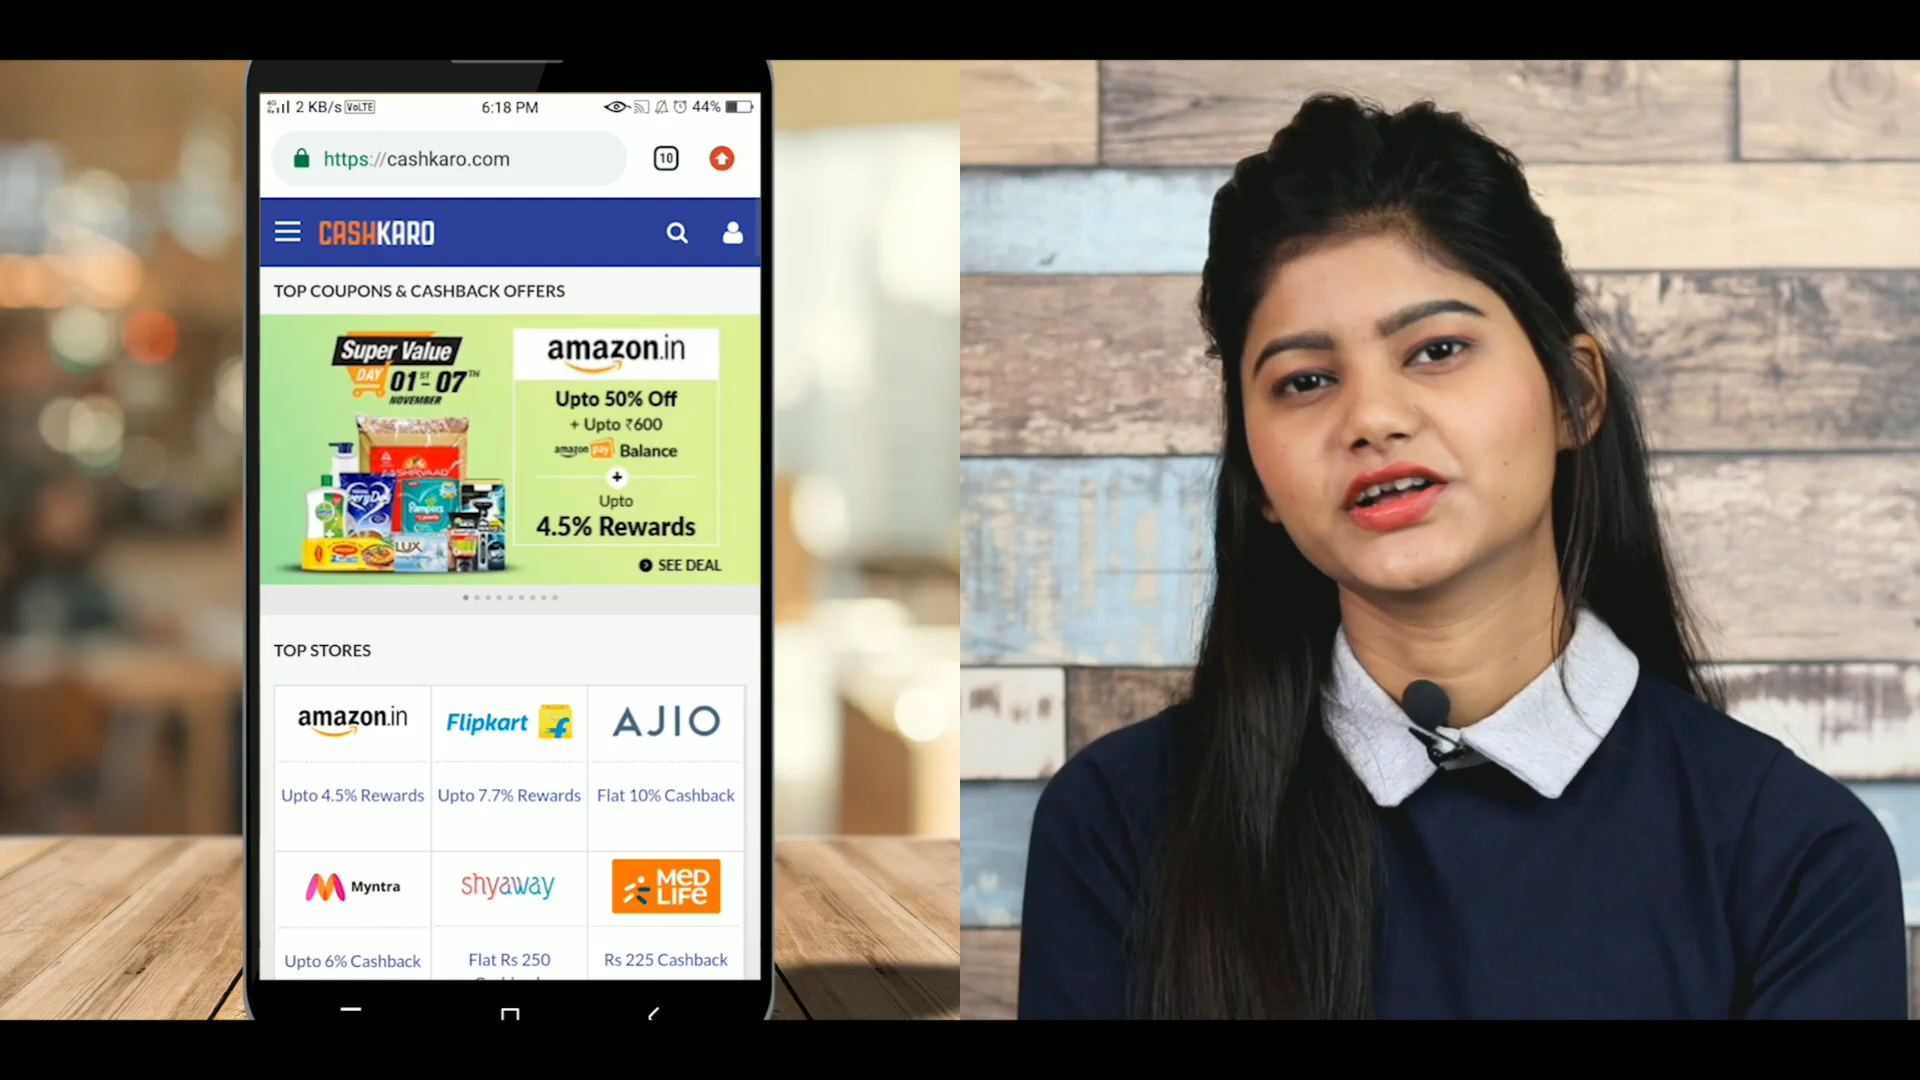 2 KB/s VoLTE 6:18 PM 44%
https://cashkaro.com 10
CASHKARO
TOP COUPONS & CASHBACK OFFERS
Super Value
DAY 01ST-07TH
NOVEMBER
amazon.in
Upto 50% Off
+ Upto ₹600
amazon pay Balance
+
Upto
4.5% Rewards
SEE DEAL
AASHIRVAAD
Pampers
LUX
TOP STORES
amazon.in Flipkart AJIO
Upto 4.5% Rewards Upto 7.7% Rewards Flat 10% Cashback
Myntra shyaway MED LIFE
Upto 6% Cashback Flat Rs 250 Rs 225 Cashback